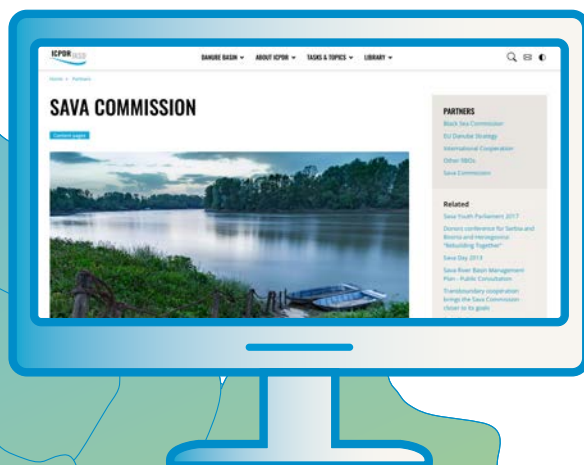 ICPDR IKSD
DANUBE BASIN ABOUT ICPDR TASKS & TOPICS LIBRARY
Home > Partners
SAVA COMMISSION
Content pages
PARTNERS
Black Sea Commission
EU Danube Strategy
International Cooperation
Other RBOs
Sava Commission
Related
Sava Youth Parliament 2017
Donors conference for Serbia and
Bosnia and Herzegovina:
"Rebuilding Together"
Sava Day 2013
Sava River Basin Management
Plan - Public Consultation
Transboundary cooperation
brings the Sava Commission
closer to its goals